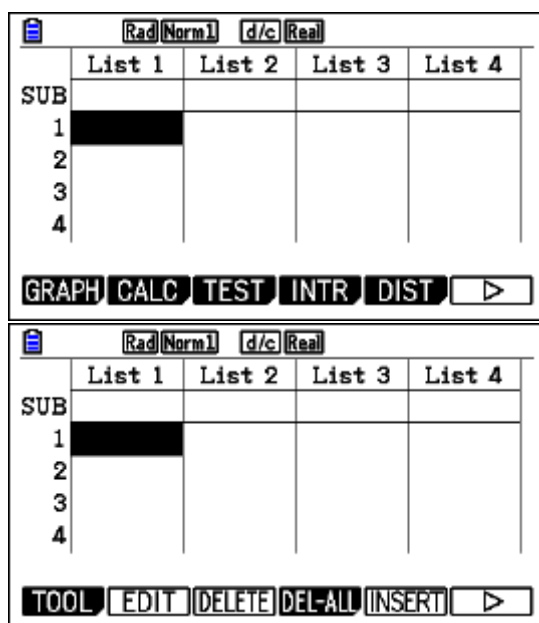 Rad Norm1 d/c Real
List 1 List 2 List 3 List 4
SUB
1
2
3
4
GRAPH CALC TEST INTR DIST ▷
Rad Norm1 d/c Real
List 1 List 2 List 3 List 4
SUB
1
2
3
4
TOOL EDIT DELETE DEL-ALL INSERT ▷